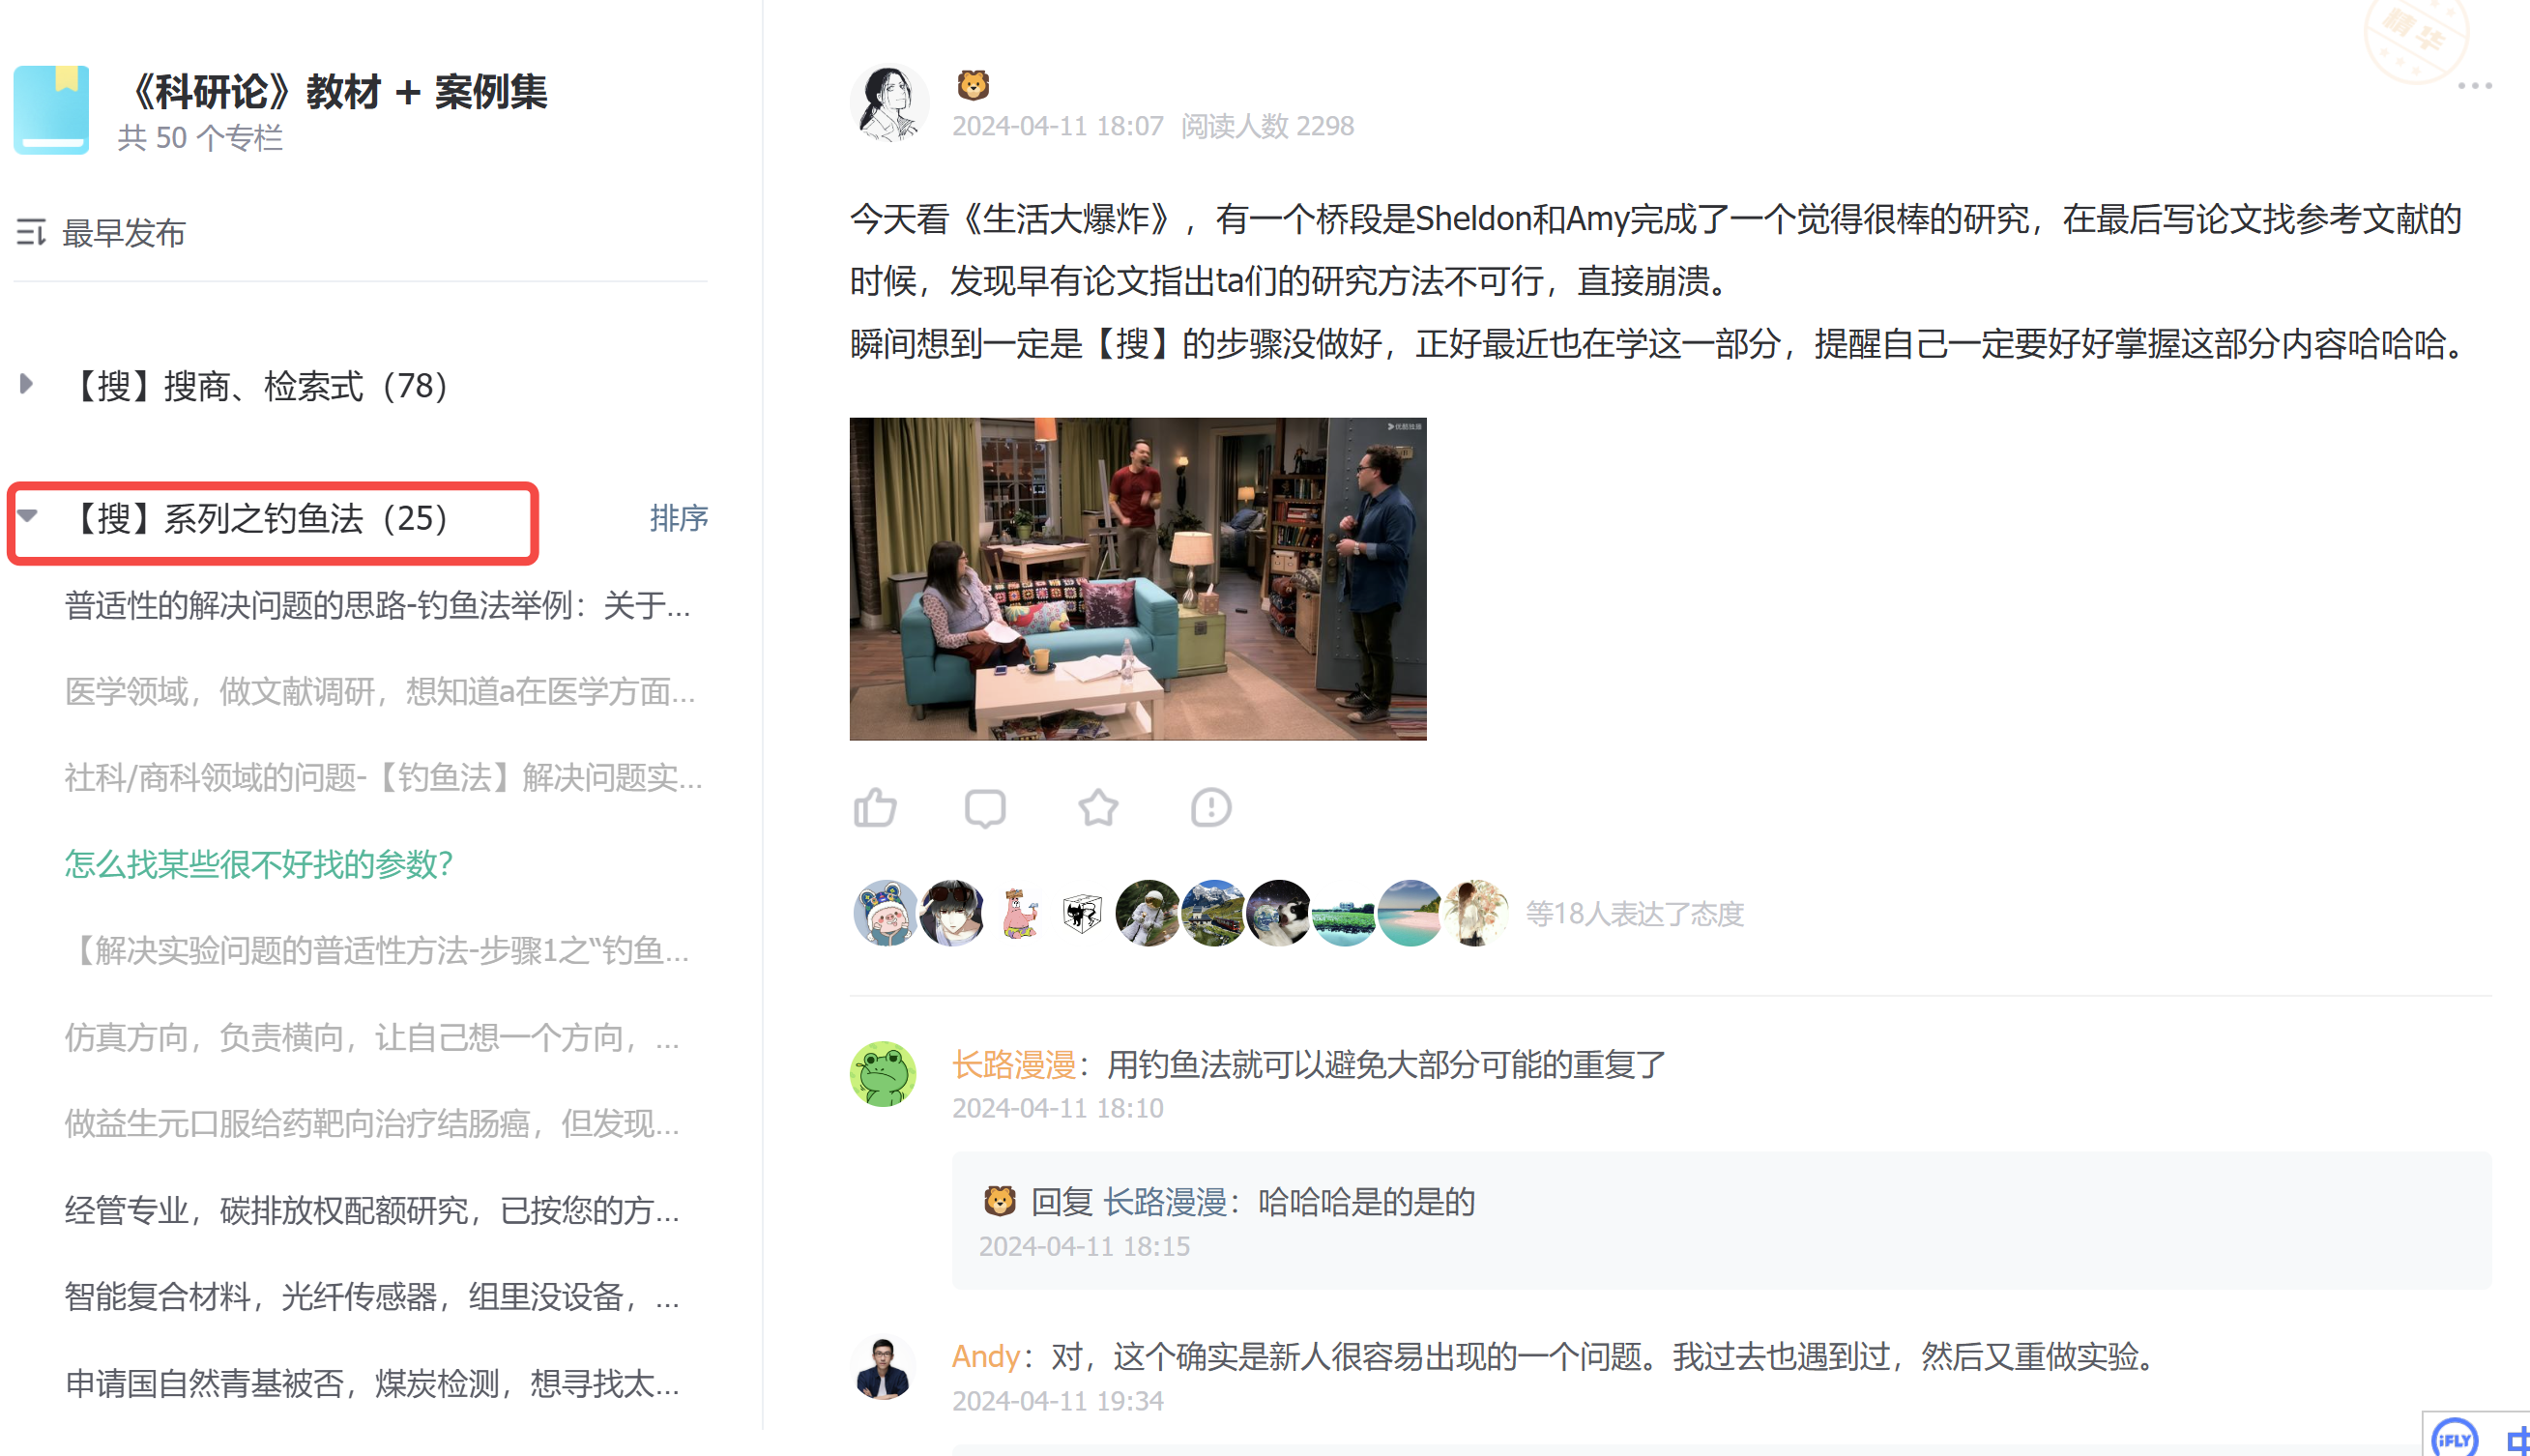 《科研论》教材 + 案例集
共 50 个专栏
最早发布
【搜】搜商、检索式（78）
【搜】系列之钓鱼法（25）
排序
普适性的解决问题的思路-钓鱼法举例：关于...
医学领域，做文献调研，想知道a在医学方面...
社科/商科领域的问题-【钓鱼法】解决问题实...
怎么找某些很不好找的参数？
【解决实验问题的普适性方法-步骤1之“钓鱼...
仿真方向，负责横向，让自己想一个方向，...
做益生元口服给药靶向治疗结肠癌，但发现...
经管专业，碳排放权配额研究，已按您的方...
智能复合材料，光纤传感器，组里没设备，...
申请国自然青基被否，煤炭检测，想寻找太...
精华
2024-04-11 18:07 阅读人数 2298
今天看《生活大爆炸》，有一个桥段是Sheldon和Amy完成了一个觉得很棒的研究，在最后写论文找参考文献的
时候，发现早有论文指出ta们的研究方法不可行，直接崩溃。
瞬间想到一定是【搜】的步骤没做好，正好最近也在学这一部分，提醒自己一定要好好掌握这部分内容哈哈哈。
等18人表达了态度
长路漫漫：用钓鱼法就可以避免大部分可能的重复了
2024-04-11 18:10
回复 长路漫漫：哈哈哈是的是的
2024-04-11 18:15
Andy：对，这个确实是新人很容易出现的一个问题。我过去也遇到过，然后又重做实验。
2024-04-11 19:34
iFLY